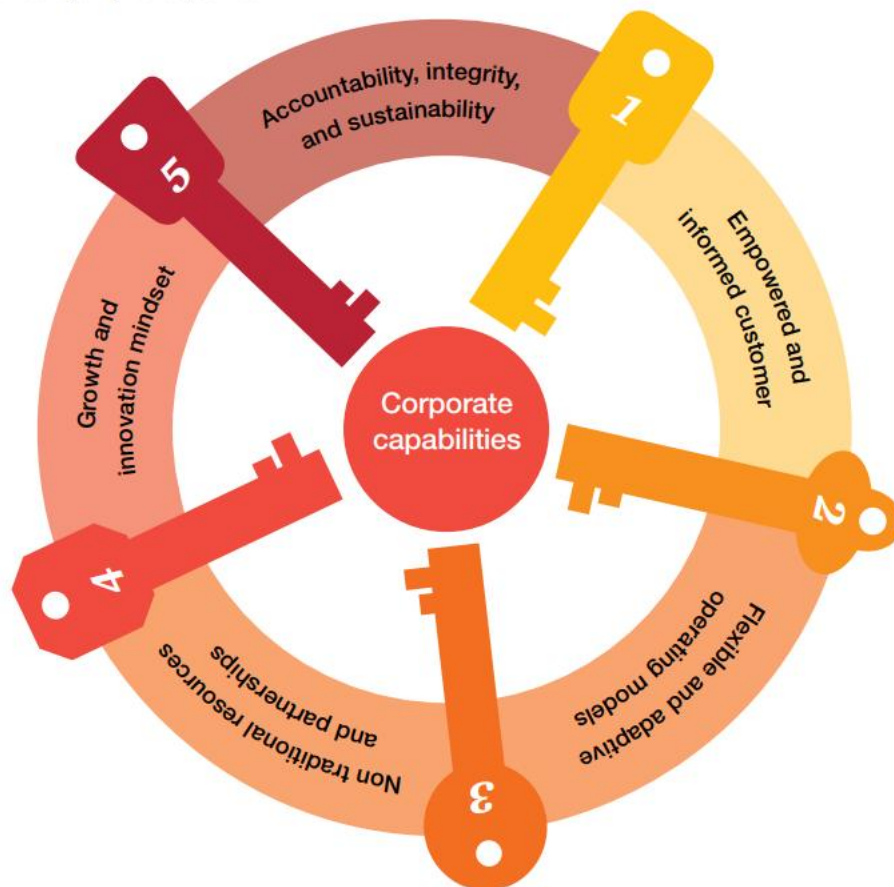 1
Empowered and
informed customer
2
Flexible and adaptive
operating models
3
Non traditional resources
and partnerships
4
Growth and
innovation mindset
5
Accountability, integrity,
and sustainability
Corporate
capabilities